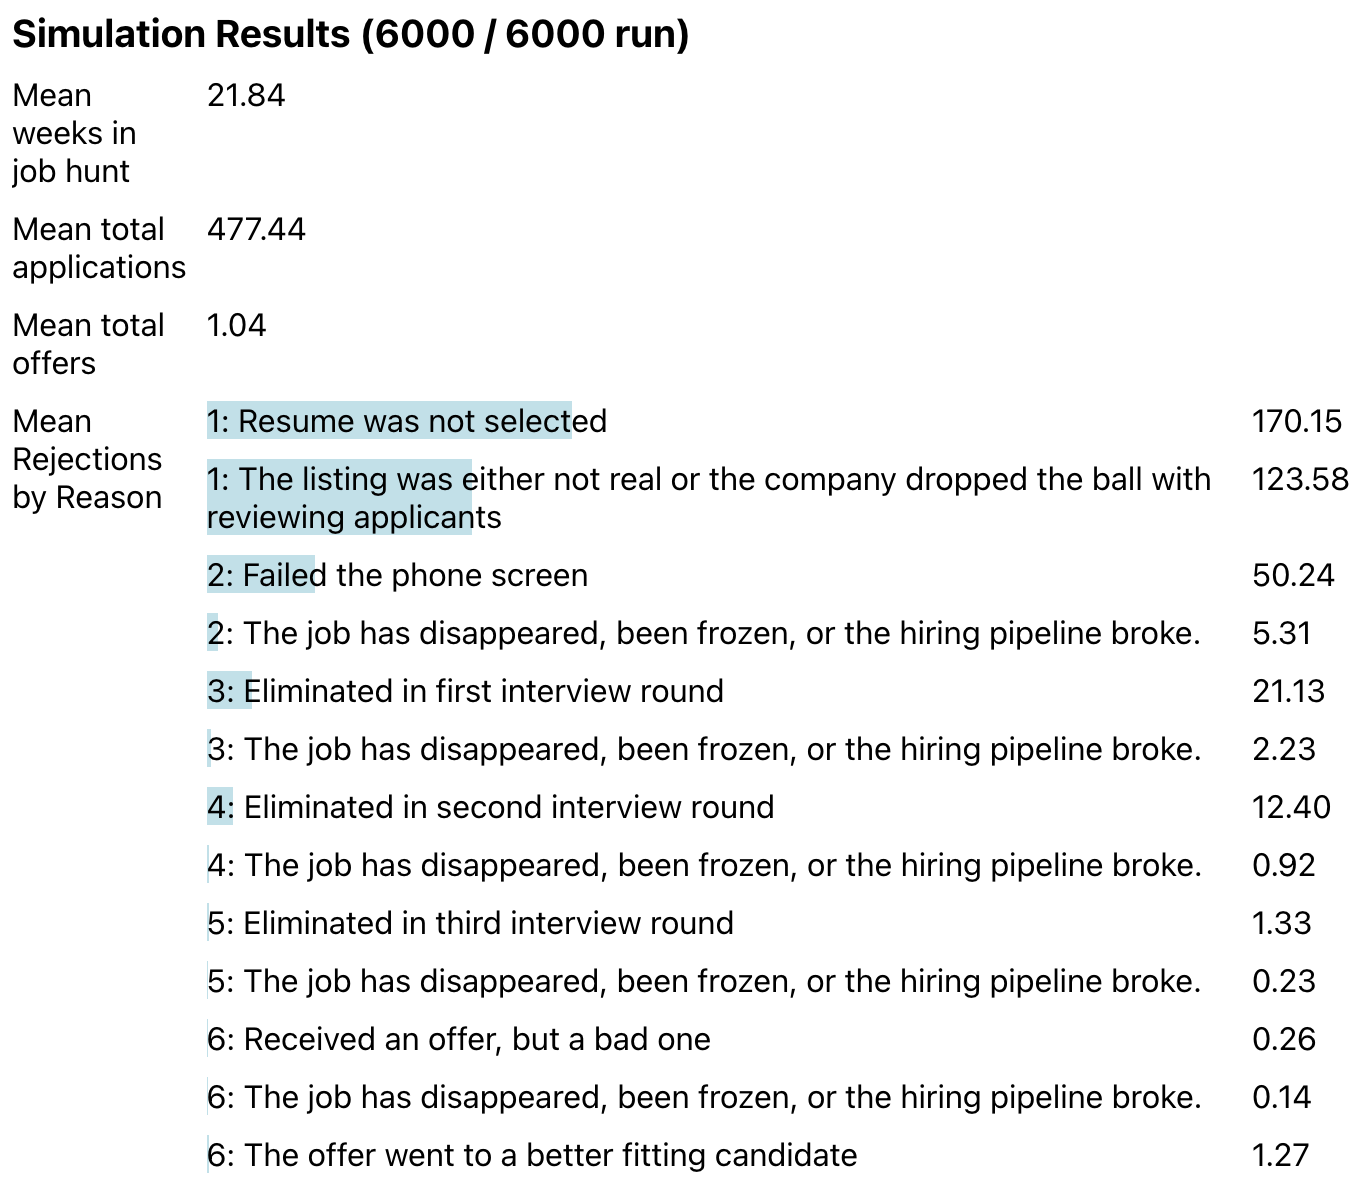 Simulation Results (6000 / 6000 run)
Mean 21.84
weeks in
job hunt
Mean total 477.44
applications
Mean total 1.04
offers
Mean 1: Resume was not selected 170.15
Rejections 1: The listing was either not real or the company dropped the ball with 123.58
by Reason reviewing applicants
2: Failed the phone screen 50.24
2: The job has disappeared, been frozen, or the hiring pipeline broke. 5.31
3: Eliminated in first interview round 21.13
3: The job has disappeared, been frozen, or the hiring pipeline broke. 2.23
4: Eliminated in second interview round 12.40
4: The job has disappeared, been frozen, or the hiring pipeline broke. 0.92
5: Eliminated in third interview round 1.33
5: The job has disappeared, been frozen, or the hiring pipeline broke. 0.23
6: Received an offer, but a bad one 0.26
6: The job has disappeared, been frozen, or the hiring pipeline broke. 0.14
6: The offer went to a better fitting candidate 1.27